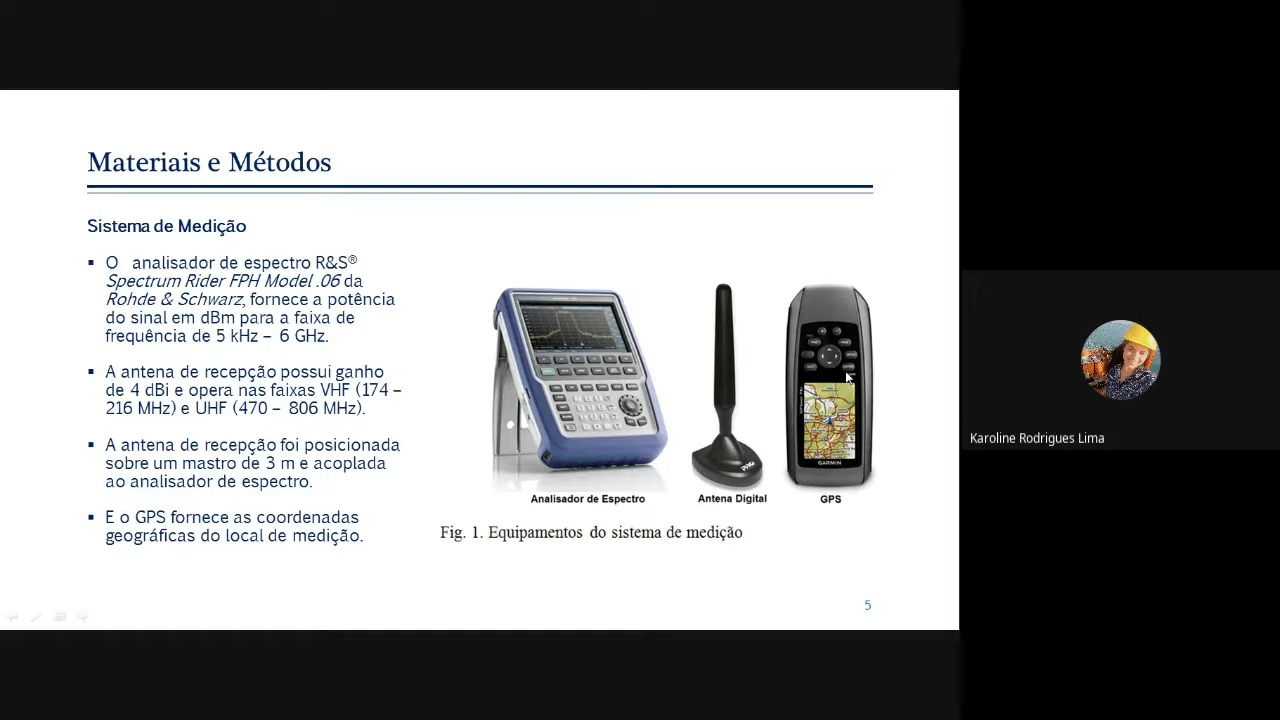 Materiais e Métodos
Sistema de Medição
▪ O analisador de espectro R&S®
Spectrum Rider FPH Model .06 da
Rohde & Schwarz, fornece a potência
do sinal em dBm para a faixa de
frequência de 5 kHz – 6 GHz.
▪ A antena de recepção possui ganho
de 4 dBi e opera nas faixas VHF (174 –
216 MHz) e UHF (470 – 806 MHz).
▪ A antena de recepção foi posicionada
sobre um mastro de 3 m e acoplada
ao analisador de espectro.
▪ E o GPS fornece as coordenadas
geográficas do local de medição.
GARMIN
Analisador de Espectro
Antena Digital
GPS
Fig. 1. Equipamentos do sistema de medição
5
Karoline Rodrigues Lima